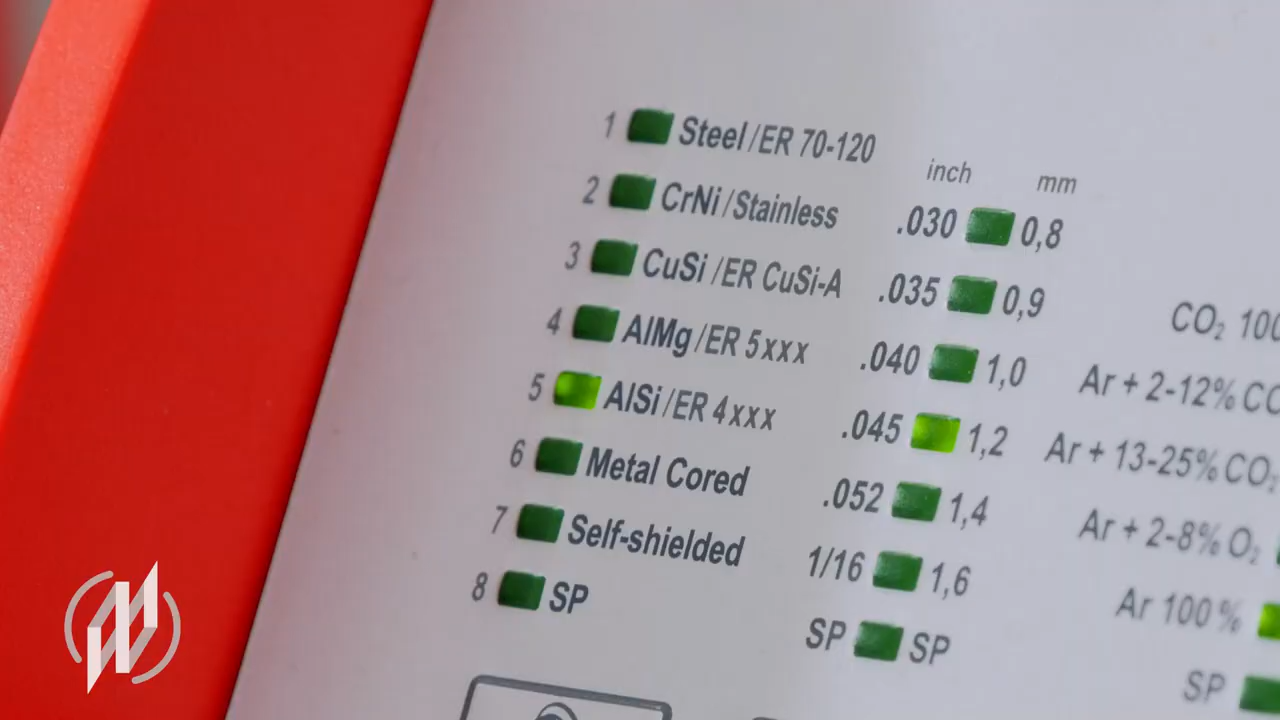 1 Steel/ER 70-120
2 CrNi/Stainless
3 CuSi/ER CuSi-A
4 AlMg/ER 5xxx
5 AlSi/ER 4xxx
6 Metal Cored
7 Self-shielded
8 SP
inch mm
.030 0,8
.035 0,9
.040 1,0
.045 1,2
.052 1,4
1/16 1,6
SP SP
CO₂ 100
Ar + 2-12% CO
Ar + 13-25% CO₂
Ar + 2-8% O₂
Ar 100%
SP